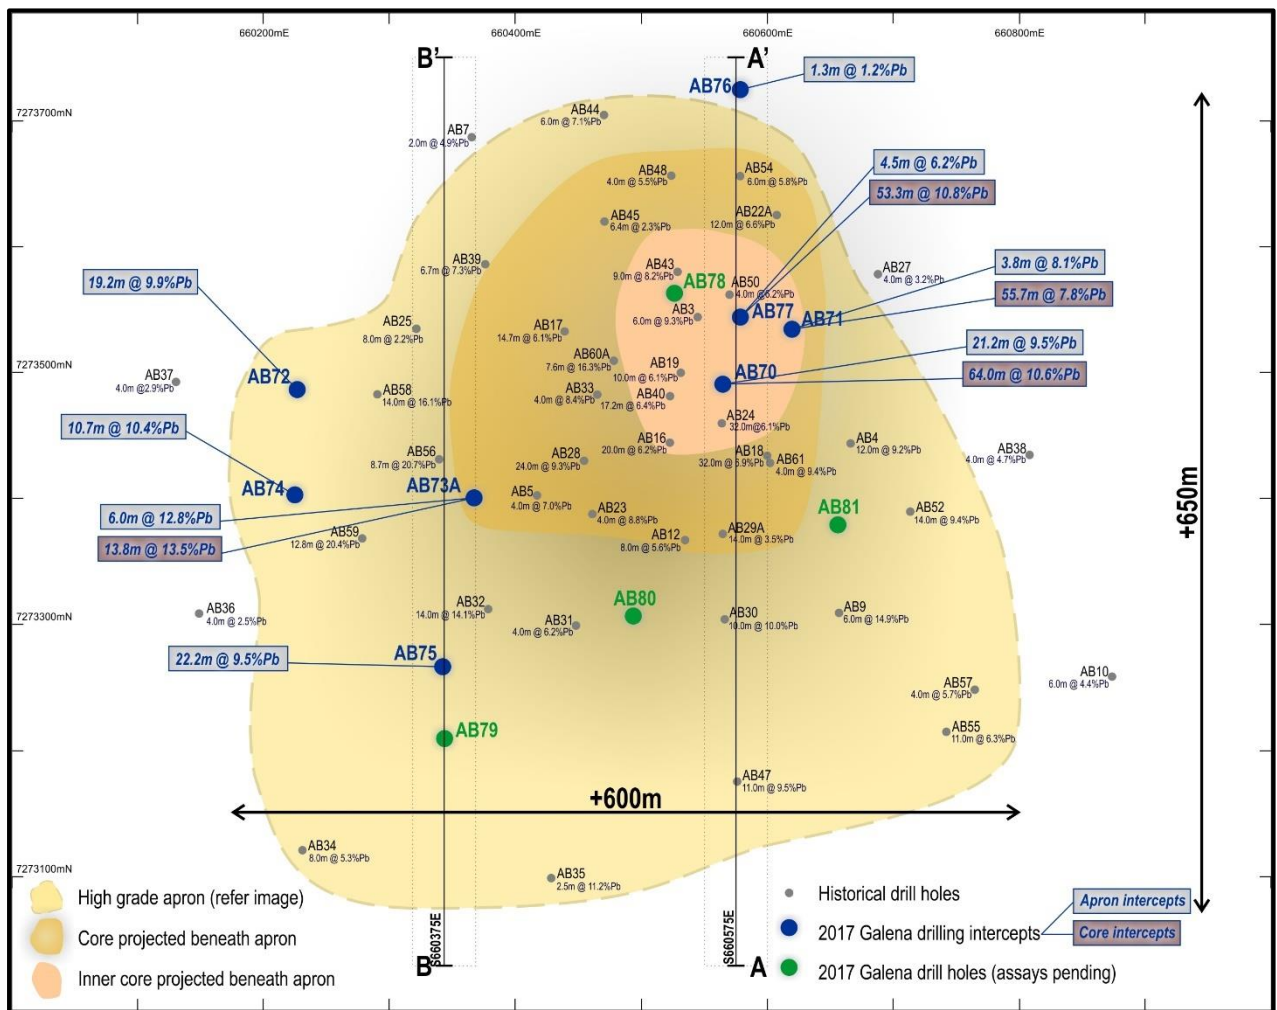 660200mE
660400mE
660600mE
660800mE
B’
A’
AB76
1.3m @ 1.2%Pb
7273700mN
AB44
6.0m @ 7.1%Pb
AB7
2.0m @ 4.9%Pb
4.5m @ 6.2%Pb
53.3m @ 10.8%Pb
AB48
4.0m @ 5.5%Pb
AB54
6.0m @ 5.8%Pb
AB45
6.4m @ 2.3%Pb
AB22A
12.0m @ 6.6%Pb
AB39
6.7m @ 7.3%Pb
AB43
9.0m @ 8.2%Pb
AB78
AB50
4.0m @ 6.2%Pb
AB27
4.0m @ 3.2%Pb
3.8m @ 8.1%Pb
55.7m @ 7.8%Pb
19.2m @ 9.9%Pb
AB25
8.0m @ 2.2%Pb
AB17
14.7m @ 6.1%Pb
AB3
6.0m @ 9.3%Pb
AB77
AB71
21.2m @ 9.5%Pb
64.0m @ 10.6%Pb
7273500mN
AB37
4.0m @2.9%Pb
AB72
AB58
14.0m @ 16.1%Pb
AB60A
7.6m @ 16.3%Pb
AB19
10.0m @ 6.1%Pb
AB70
AB33
4.0m @ 8.4%Pb
AB40
17.2m @ 6.4%Pb
AB24
32.0m@6.1%Pb
10.7m @ 10.4%Pb
AB56
8.7m @ 20.7%Pb
AB28
24.0m @ 9.3%Pb
AB16
20.0m @ 6.2%Pb
AB18
32.0m @ 5.9%Pb
AB61
4.0m @ 9.4%Pb
AB4
12.0m @ 9.2%Pb
AB38
4.0m @ 4.7%Pb
AB74
AB73A
AB5
4.0m @ 7.0%Pb
AB23
4.0m @ 8.8%Pb
AB81
AB52
14.0m @ 9.4%Pb
6.0m @ 12.8%Pb
13.8m @ 13.5%Pb
AB59
12.8m @ 20.4%Pb
AB12
8.0m @ 5.6%Pb
AB29A
14.0m @ 3.5%Pb
+650m
7273300mN
AB36
4.0m @ 2.5%Pb
AB32
14.0m @ 14.1%Pb
AB31
4.0m @ 6.2%Pb
AB80
AB30
10.0m @ 10.0%Pb
AB9
6.0m @ 14.9%Pb
22.2m @ 9.5%Pb
AB75
AB57
4.0m @ 5.7%Pb
AB10
6.0m @ 4.4%Pb
AB79
AB55
11.0m @ 6.3%Pb
AB47
11.0m @ 9.5%Pb
+600m
AB34
8.0m @ 5.3%Pb
AB35
2.5m @ 11.2%Pb
7273100mN
High grade apron (refer image)
Core projected beneath apron
Inner core projected beneath apron
S660375E
B
S660575E
A
Historical drill holes
2017 Galena drilling intercepts
Apron intercepts
Core intercepts
2017 Galena drill holes (assays pending)